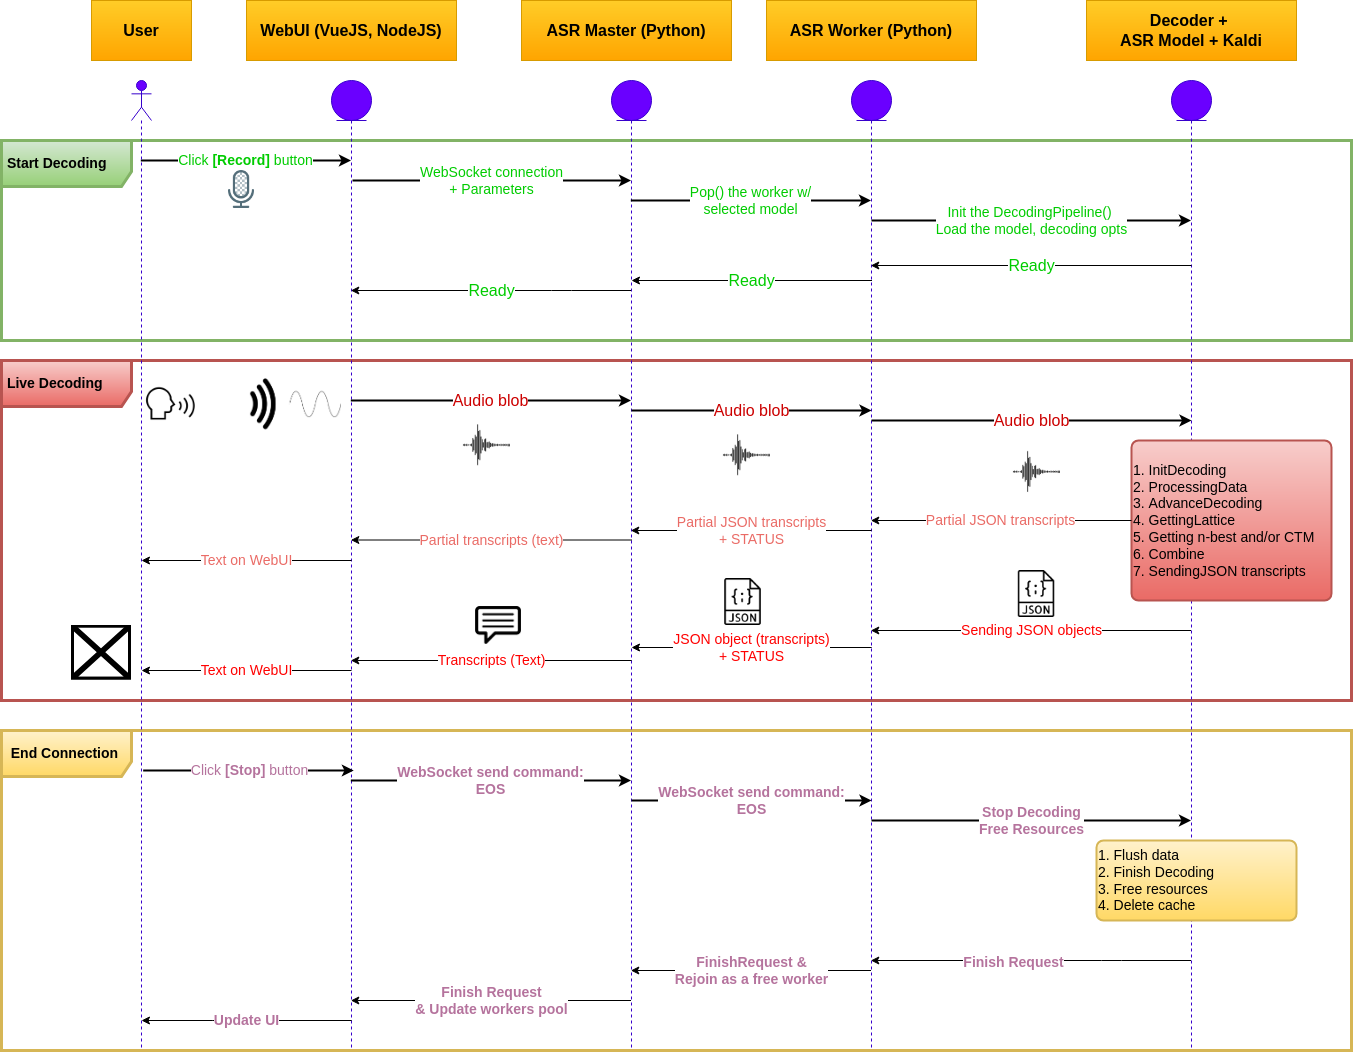 User
WebUI (VueJS, NodeJS)
ASR Master (Python)
ASR Worker (Python)
Decoder +
ASR Model + Kaldi
Start Decoding
Click [Record] button
WebSocket connection
+ Parameters
Pop() the worker w/
selected model
Init the DecodingPipeline()
Load the model, decoding opts
Ready
Ready
Ready
Live Decoding
Audio blob
Audio blob
Audio blob
1. InitDecoding
2. ProcessingData
3. AdvanceDecoding
4. GettingLattice
5. Getting n-best and/or CTM
6. Combine
7. SendingJSON transcripts
Partial JSON transcripts
Partial JSON transcripts
+ STATUS
Partial transcripts (text)
Text on WebUI
{;}
JSON
{;}
JSON
Sending JSON objects
JSON object (transcripts)
+ STATUS
Transcripts (Text)
Text on WebUI
End Connection
Click [Stop] button
WebSocket send command:
EOS
WebSocket send command:
EOS
Stop Decoding
Free Resources
1. Flush data
2. Finish Decoding
3. Free resources
4. Delete cache
Finish Request
FinishRequest &
Rejoin as a free worker
Finish Request
& Update workers pool
Update UI